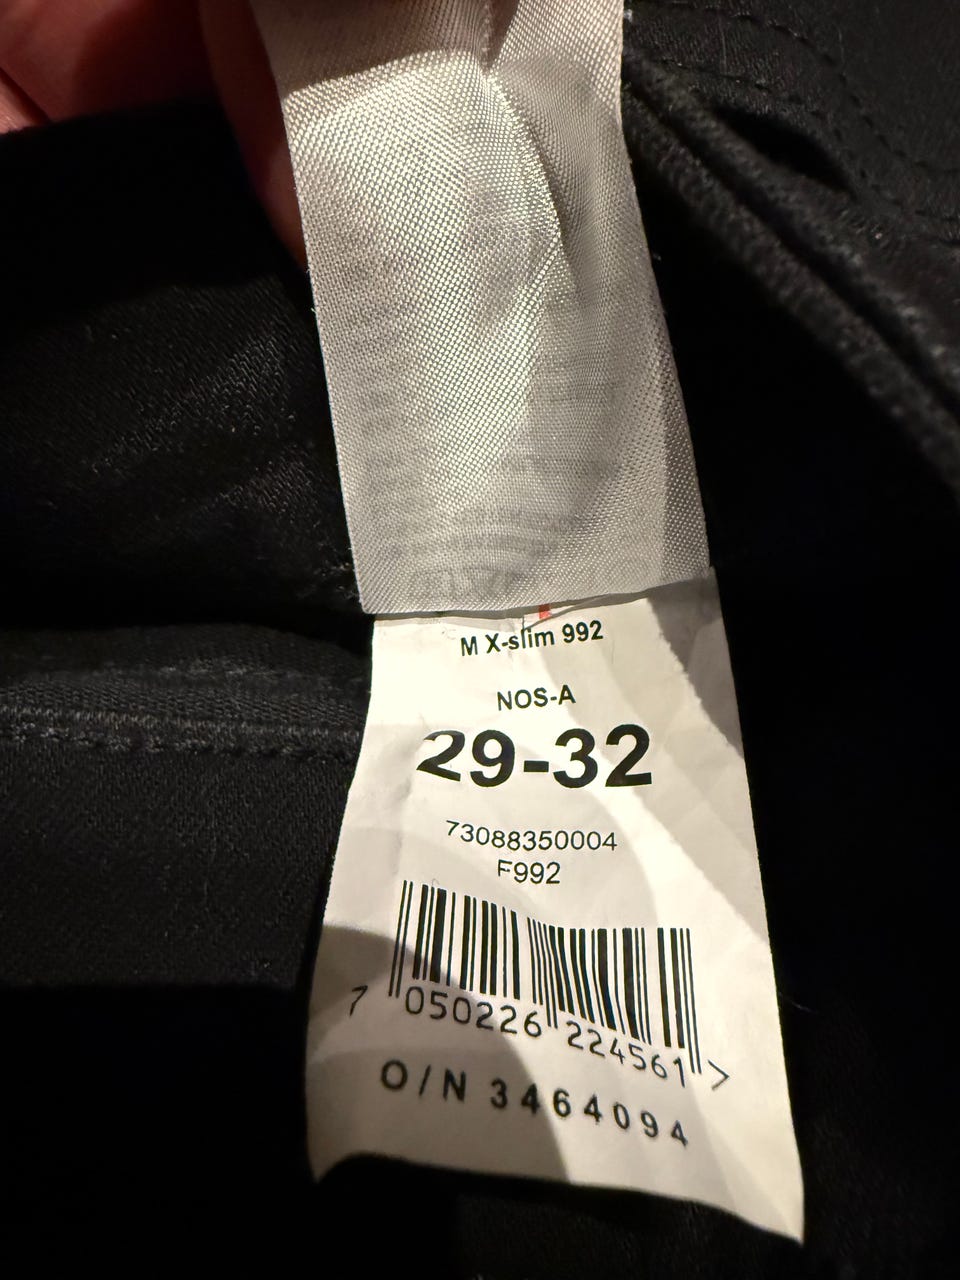 M X-slim 992
NOS-A
29-32
73088350004
F992
7 050226 224561 >
O/N 3464094